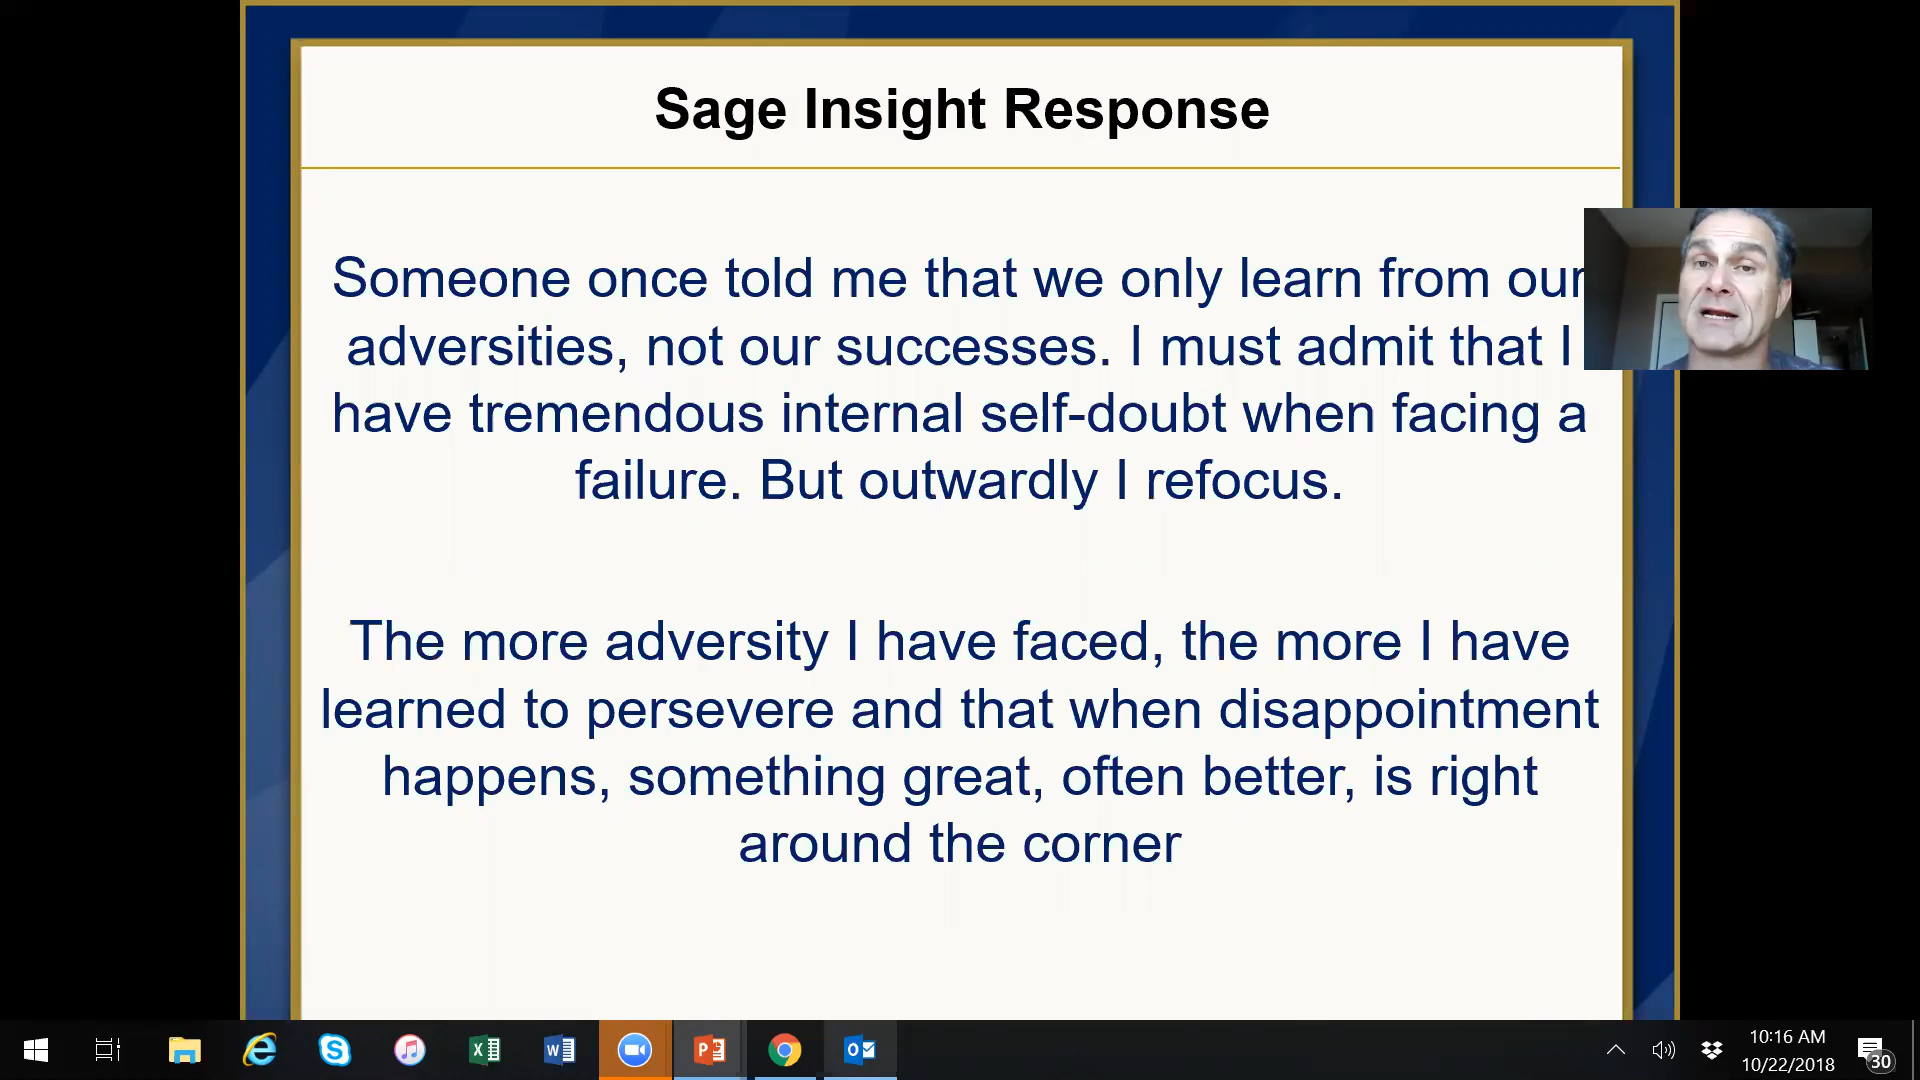 Sage Insight Response
Someone once told me that we only learn from our
adversities, not our successes. I must admit that I
have tremendous internal self-doubt when facing a
failure. But outwardly I refocus.
The more adversity I have faced, the more I have
learned to persevere and that when disappointment
happens, something great, often better, is right
around the corner
10:16 AM
10/22/2018
30